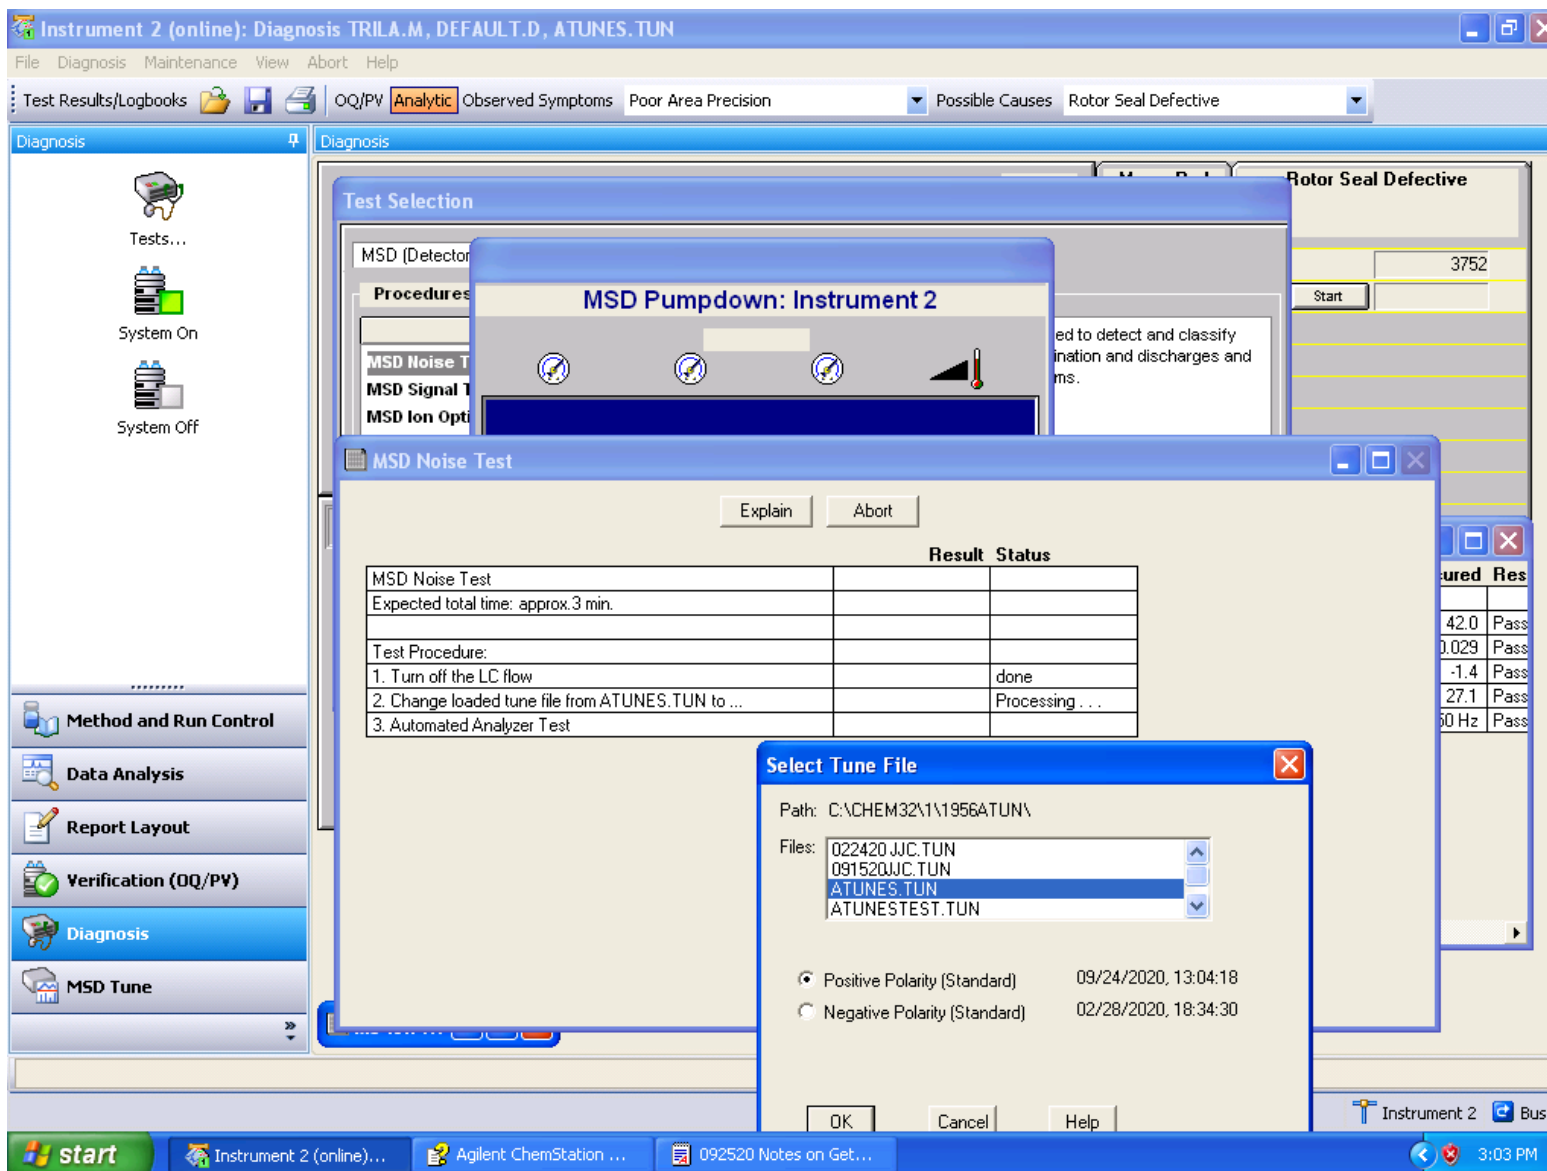 Instrument 2 (online): Diagnosis TRILA.M, DEFAULT.D, ATUNES.TUN
File Diagnosis Maintenance View Abort Help
Test Results/Logbooks OQ/PV Analytic Observed Symptoms Poor Area Precision Possible Causes Rotor Seal Defective
Diagnosis
Tests...
System On
System Off
Method and Run Control
Data Analysis
Report Layout
Verification (OQ/PV)
Diagnosis
MSD Tune
Diagnosis
Rotor Seal Defective
3752
Start
Test Selection
MSD (Detector
Procedures
MSD Noise T
MSD Signal T
MSD Ion Opti
ed to detect and classify
ination and discharges and
ms.
MSD Pumpdown: Instrument 2
MSD Noise Test
Explain Abort
Result Status
MSD Noise Test
Expected total time: approx.3 min.
Test Procedure:
1. Turn off the LC flow done
2. Change loaded tune file from ATUNES.TUN to ... Processing . . .
3. Automated Analyzer Test
ured Res
42.0 Pass
0.029 Pass
-1.4 Pass
27.1 Pass
50 Hz Pass
Select Tune File
Path: C:\CHEM32\1\1956ATUN\
Files:
022420JJC.TUN
091520JJC.TUN
ATUNES.TUN
ATUNESTEST.TUN
Positive Polarity (Standard) 09/24/2020, 13:04:18
Negative Polarity (Standard) 02/28/2020, 18:34:30
OK Cancel Help
Instrument 2 Bus
start Instrument 2 (online)... Agilent ChemStation ... 092520 Notes on Get... 3:03 PM